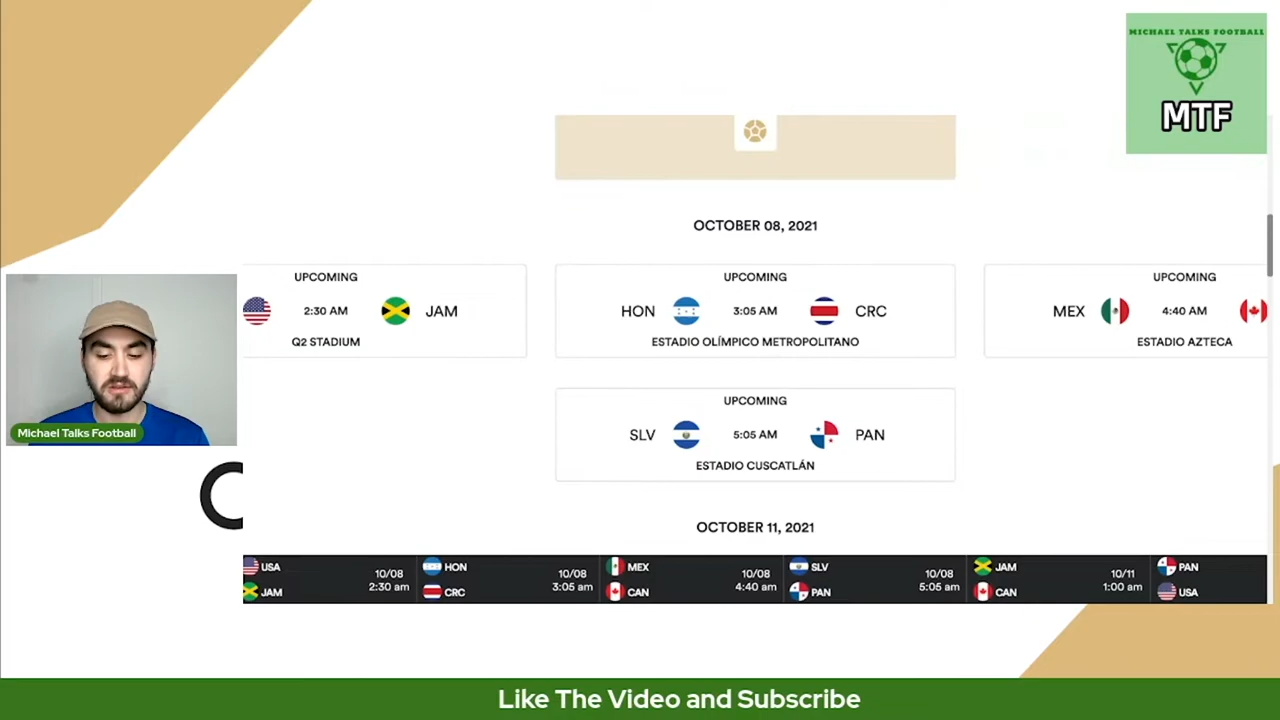 MICHAEL TALKS FOOTBALL
MTF
OCTOBER 08, 2021
UPCOMING
2:30 AM
JAM
Q2 STADIUM
UPCOMING
HON 3:05 AM CRC
ESTADIO OLÍMPICO METROPOLITANO
UPCOMING
MEX 4:40 AM
ESTADIO AZTECA
UPCOMING
SLV 5:05 AM PAN
ESTADIO CUSCATLÁN
Michael Talks Football
OCTOBER 11, 2021
USA
JAM
10/08
2:30 am
HON
CRC
10/08
3:05 am
MEX
CAN
10/08
4:40 am
SLV
PAN
10/08
5:05 am
JAM
CAN
10/11
1:00 am
PAN
USA
Like The Video and Subscribe